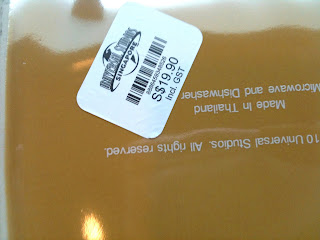 UNIVERSAL STUDIOS
SINGAPORE
S$19.90
Incl. GST
Microwave and Dishwasher
Made In Thailand
10 Universal Studios. All rights reserved.